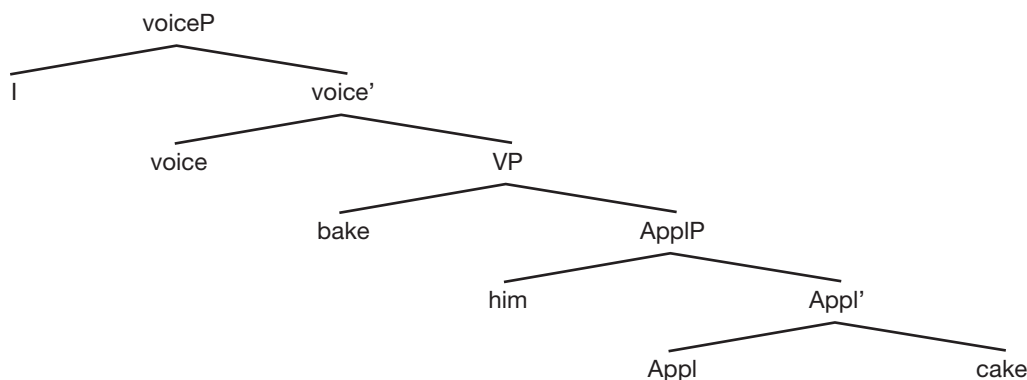 voiceP
I voice’
voice VP
bake ApplP
him Appl’
Appl cake